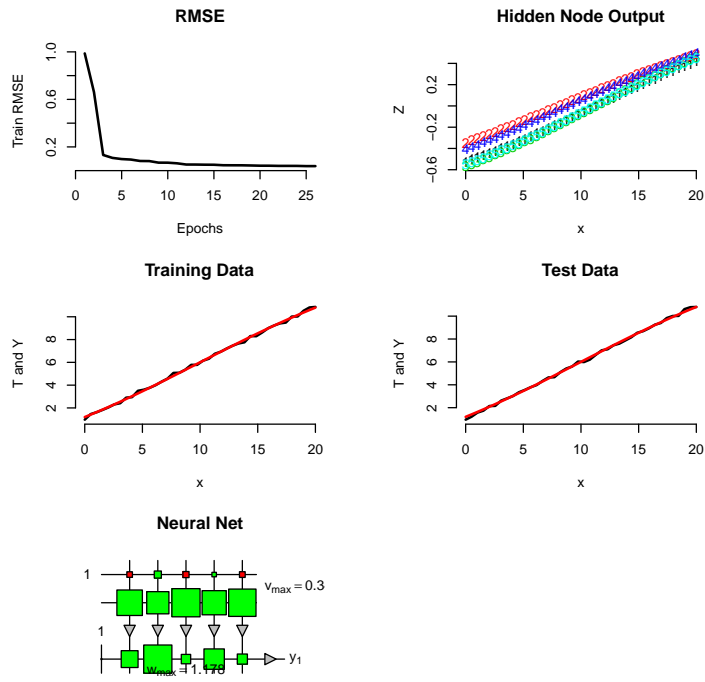 RMSE
Train RMSE
0.2
0.6
1.0
0 5 10 15 20 25
Epochs
Hidden Node Output
Z
−0.6
−0.2
0.2
0 5 10 15 20
x
Training Data
T and Y
2
4
6
8
0 5 10 15 20
x
Test Data
T and Y
2
4
6
8
0 5 10 15 20
x
Neural Net
1
vmax = 0.3
1
wmax = 1.178
y1